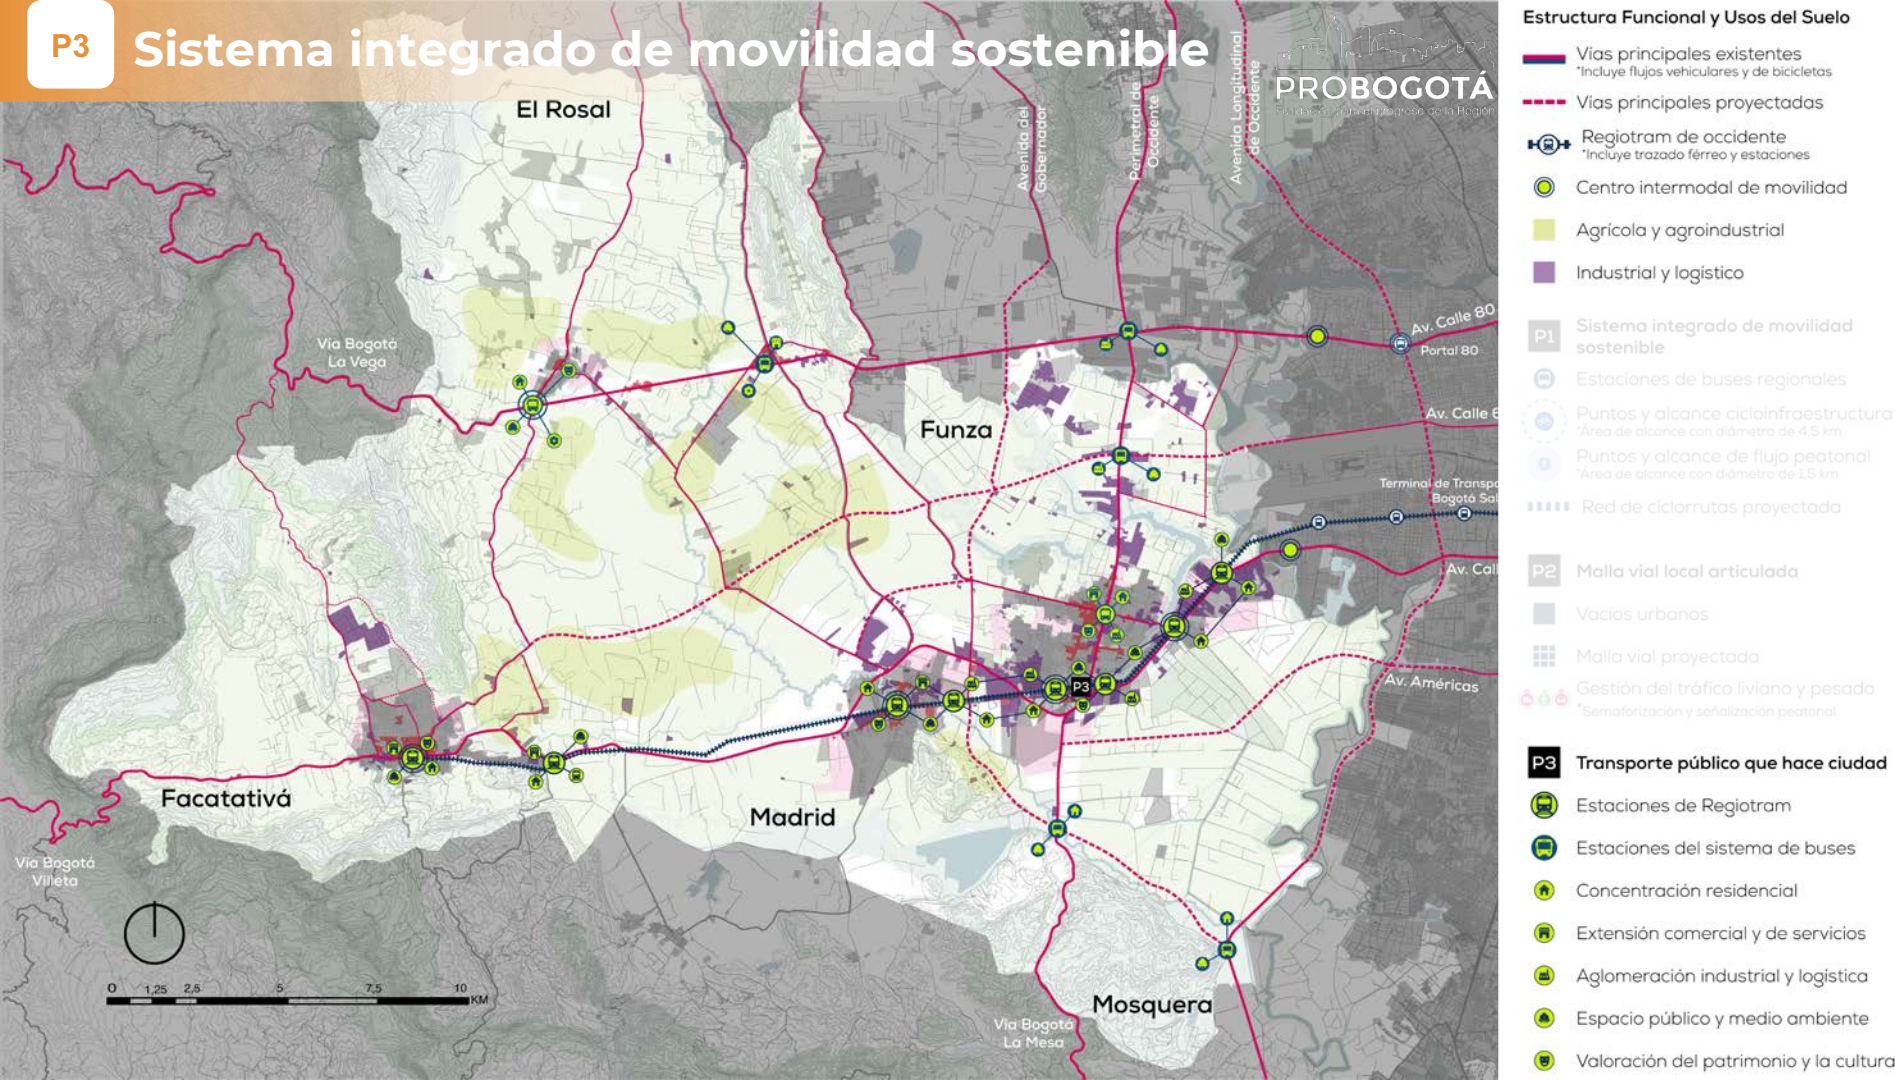 P3 Sistema integrado de movilidad sostenible
PROBOGOTÁ
El Rosal
Avenida del
Gobernador
Perimetral de
Occidente
Avenida Longitudinal
de Occidente
Vía Bogotá
La Vega
Av. Calle 80
Portal 80
Funza
Av. Calle 6
Terminal de Transpo
Bogotá Sal
Av. Call
Av. Américas
P3
Facatativá
Madrid
Vía Bogotá
Villeta
Mosquera
Vía Bogotá
La Mesa
0 1,25 2,5 5 7,5 10
KM
Estructura Funcional y Usos del Suelo
Vías principales existentes
*Incluye flujos vehiculares y de bicicletas
Vías principales proyectadas
Regiotram de occidente
*Incluye trazado férreo y estaciones
Centro intermodal de movilidad
Agrícola y agroindustrial
Industrial y logístico
P1 Sistema integrado de movilidad
sostenible
Estaciones de buses regionales
Puntos y alcance cicloinfraestructura
*Área de alcance con diámetro de 4,5 km
Puntos y alcance de flujo peatonal
*Área de alcance con diámetro de 1,5 km
Red de ciclorrutas proyectada
P2 Malla vial local articulada
Vacíos urbanos
Malla vial proyectada
Gestión del tráfico liviano y pesado
*Semaforización y señalización peatonal
P3 Transporte público que hace ciudad
Estaciones de Regiotram
Estaciones del sistema de buses
Concentración residencial
Extensión comercial y de servicios
Aglomeración industrial y logística
Espacio público y medio ambiente
Valoración del patrimonio y la cultura